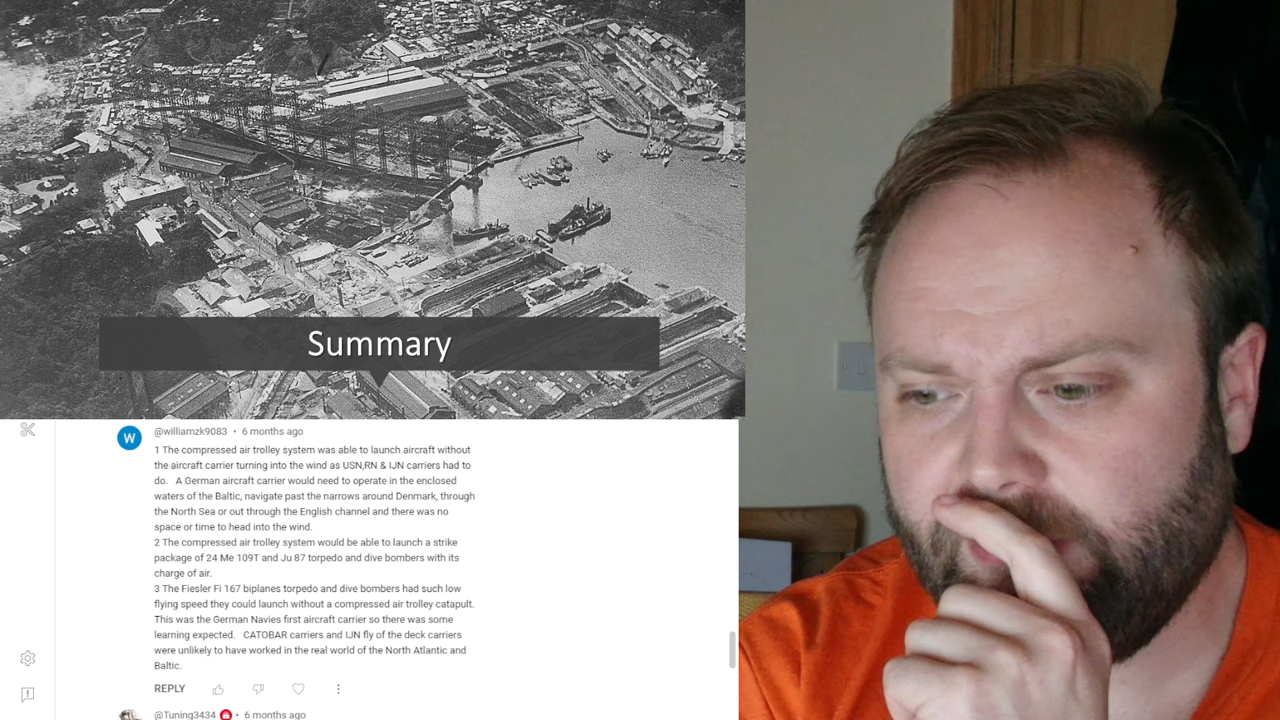 Summary
W
@williamzk9083 • 6 months ago
1 The compressed air trolley system was able to launch aircraft without
the aircraft carrier turning into the wind as USN,RN & IJN carriers had to
do. A German aircraft carrier would need to operate in the enclosed
waters of the Baltic, navigate past the narrows around Denmark, through
the North Sea or out through the English channel and there was no
space or time to head into the wind.
2 The compressed air trolley system would be able to launch a strike
package of 24 Me 109T and Ju 87 torpedo and dive bombers with its
charge of air.
3 The Fiesler Fi 167 biplanes torpedo and dive bombers had such low
flying speed they could launch without a compressed air trolley catapult.
This was the German Navies first aircraft carrier so there was some
learning expected. CATOBAR carriers and IJN fly of the deck carriers
were unlikely to have worked in the real world of the North Atlantic and
Baltic.
REPLY
@Tuning3434 • 6 months ago